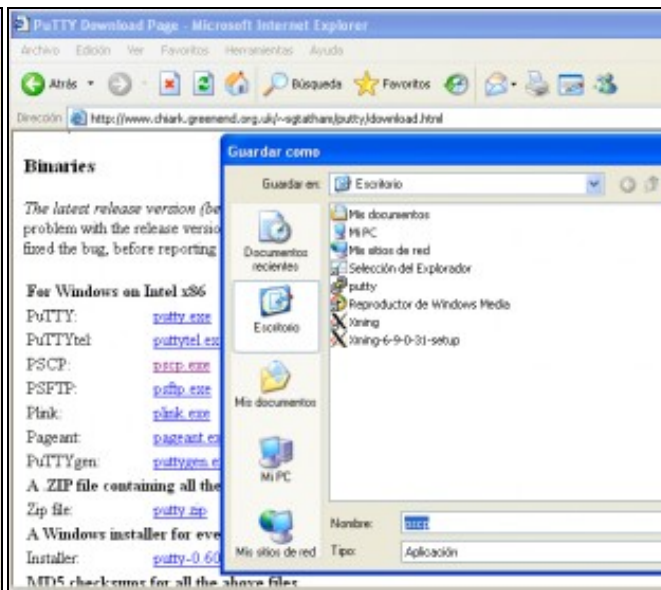 PuTTY Download Page - Microsoft Internet Explorer
Archivo Edición Ver Favoritos Herramientas Ayuda
Atrás Búsqueda Favoritos
Dirección http://www.chiark.greenend.org.uk/~sgtatham/putty/download.html
Binaries
The latest release version (be
problem with the release versio
fixed the bug, before reporting
For Windows on Intel x86
PuTTY: putty.exe
PuTTYtel: puttytel.ex
PSCP: pscp.exe
PSFTP: psftp.exe
Plink: plink.exe
Pageant: pageant.ex
PuTTYgen: puttygen.e
A .ZIP file containing all the
Zip file: putty.zip
A Windows installer for eve
Installer: putty-0.60
MD5 checksums for all the above files
Guardar como
Guardar en: Escritorio
Documentos recientes
Escritorio
Mis documentos
Mi PC
Mis sitios de red
Mis documentos
Mi PC
Mis sitios de red
Selección del Explorador
putty
Reproductor de Windows Media
Xming
Xming-6-9-0-31-setup
Nombre: pscp
Tipo: Aplicación